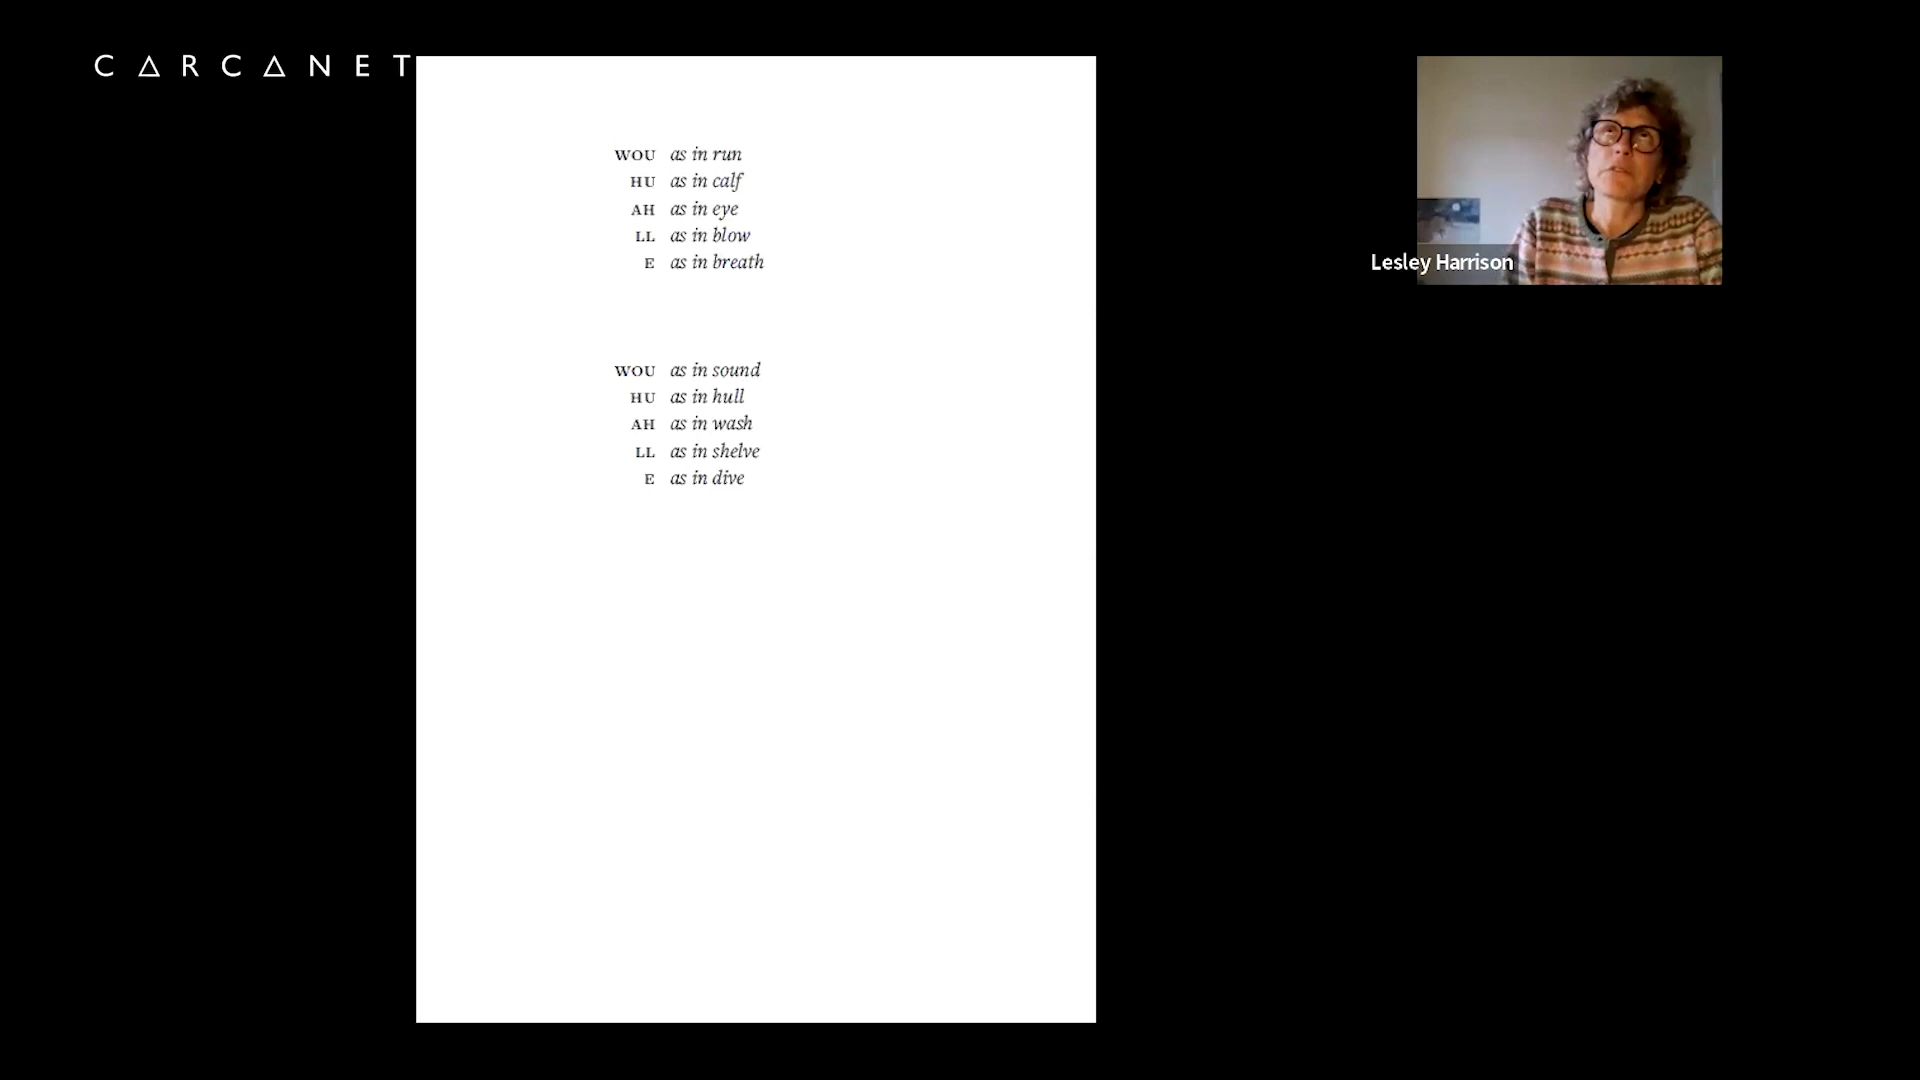 CARCANET
WOU as in run
HU as in calf
AH as in eye
LL as in blow
E as in breath
WOU as in sound
HU as in hull
AH as in wash
LL as in shelve
E as in dive
Lesley Harrison